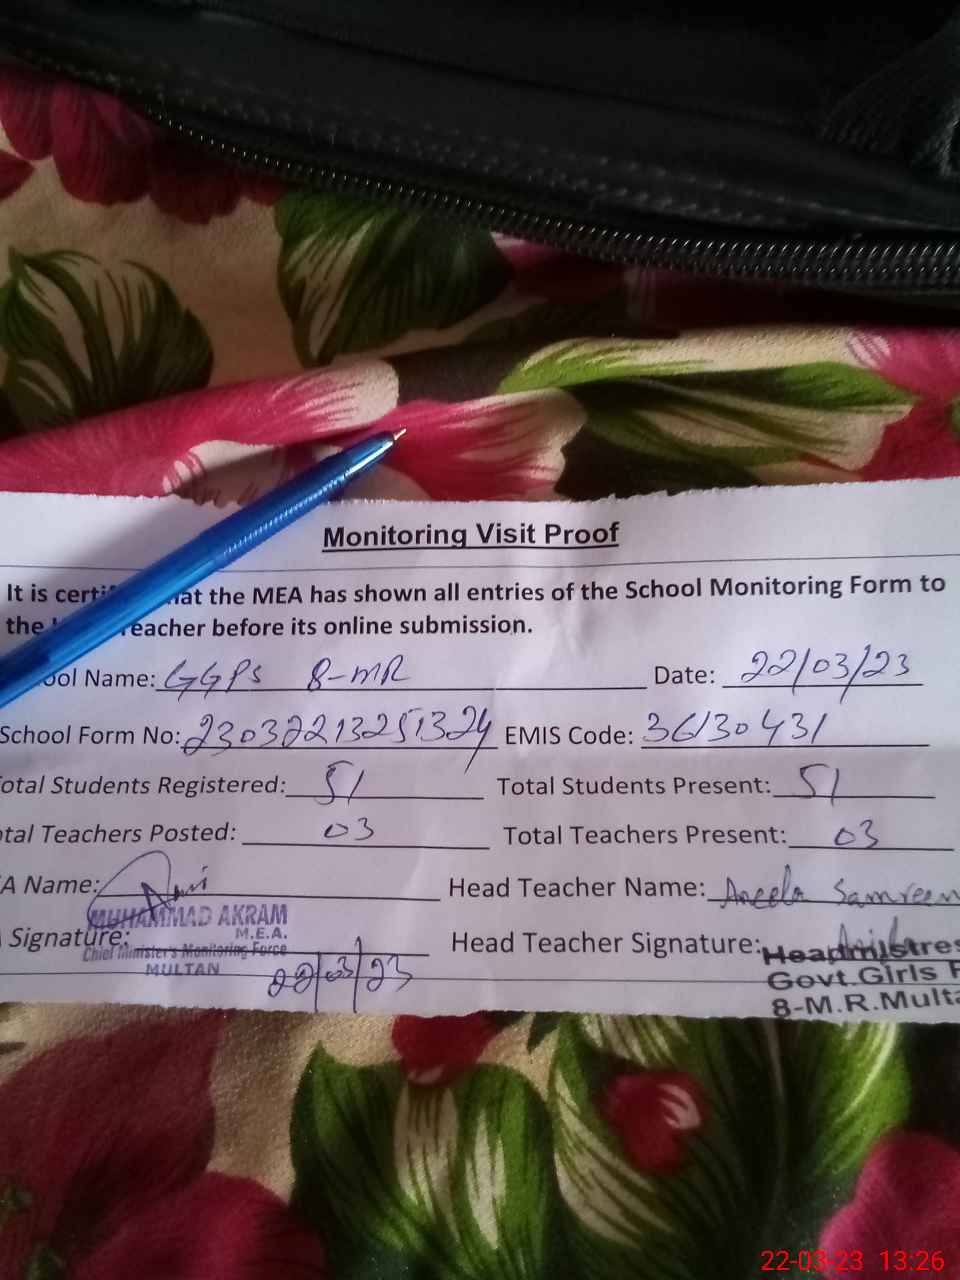 Monitoring Visit Proof
It is certif at the MEA has shown all entries of the School Monitoring Form to
the eacher before its online submission.
ool Name: GGPS 8-MR Date: 22/03/23
School Form No: 23032213251324 EMIS Code: 36130431
otal Students Registered: 51 Total Students Present: 51
tal Teachers Posted: 03 Total Teachers Present: 03
A Name: Head Teacher Name: Aneela Samreen
Signature: Head Teacher Signature:
MUHAMMAD AKRAM
M.E.A.
Chief Minister's Monitoring Force
MULTAN
22/03/23
Headmistres
Govt.Girls P
8-M.R.Multa
22-03-23 13:26